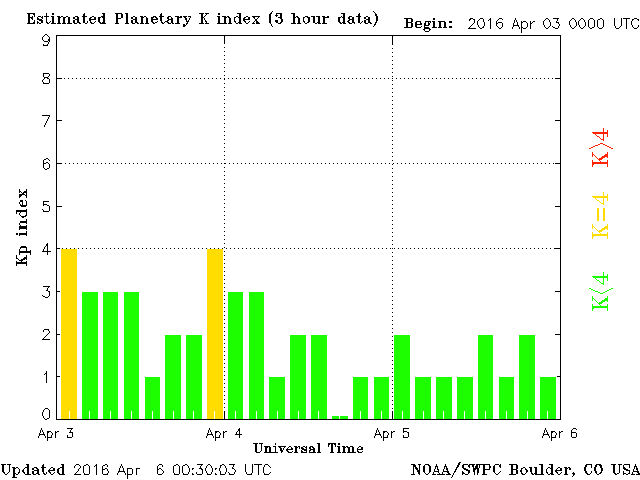 Estimated Planetary K index (3 hour data) Begin: 2016 Apr 03 0000 UTC
9
8
7
6
5
4
3
2
1
0
Kp index
K>4
K=4
K<4
Apr 3 Apr 4 Apr 5 Apr 6
Universal Time
Updated 2016 Apr 6 00:30:03 UTC NOAA/SWPC Boulder, CO USA